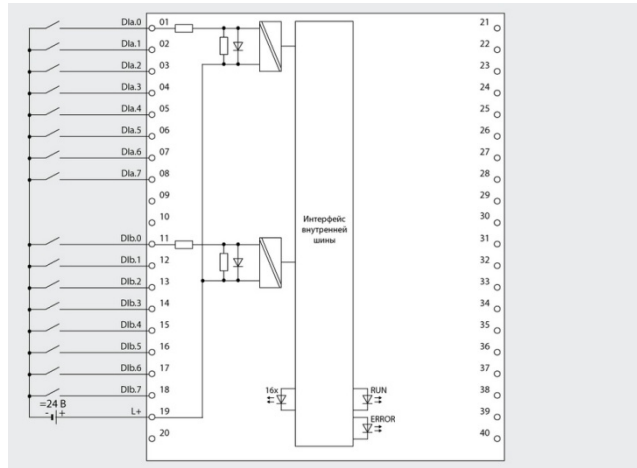 DIa.0 01 21
DIa.1 02 22
DIa.2 03 23
DIa.3 04 24
DIa.4 05 25
DIa.5 06 26
DIa.6 07 27
DIa.7 08 28
09 29
10 30
Интерфейс
внутренней
шины
DIb.0 11 31
DIb.1 12 32
DIb.2 13 33
DIb.3 14 34
DIb.4 15 35
DIb.5 16 36
DIb.6 17 37
DIb.7 18 16x RUN 38
=24 В
- +
L+ 19 39
ERROR
20 40